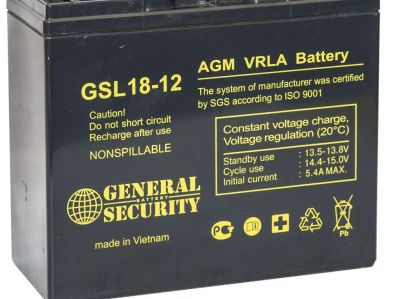 GSL18-12
Caution!
Do not short circuit
Recharge after use
NONSPILLABLE
GENERAL
BATTERY
SECURITY
made in Vietnam
AGM VRLA Battery
The system of manufacturer was certified
by SGS according to ISO 9001
Constant voltage charge,
Voltage regulation (20°C)
Standby use : 13.5-13.8V
Cycle use : 14.4-15.0V
Initial current : 5.4A MAX.
Pb